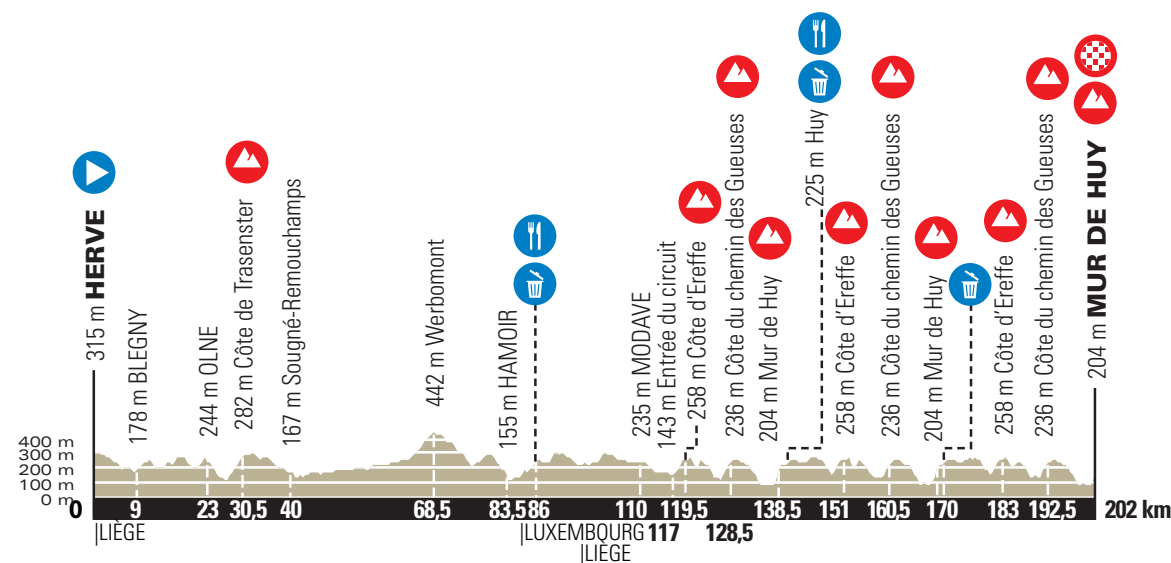 315 m HERVE
178 m BLEGNY
244 m OLNE
282 m Côte de Trasenster
167 m Sougné-Remouchamps
442 m Werbomont
155 m HAMOIR
235 m MODAVE
143 m Entrée du circuit
258 m Côte d'Ereffe
236 m Côte du chemin des Gueuses
204 m Mur de Huy
225 m Huy
258 m Côte d'Ereffe
236 m Côte du chemin des Gueuses
204 m Mur de Huy
258 m Côte d'Ereffe
236 m Côte du chemin des Gueuses
204 m MUR DE HUY
400 m
300 m
200 m
100 m
0 m
0 9 23 30,5 40 68,5 83,5 86 110 119,5 138,5 151 160,5 170 183 192,5 202 km
|LIÈGE |LUXEMBOURG 117 128,5
|LIÈGE